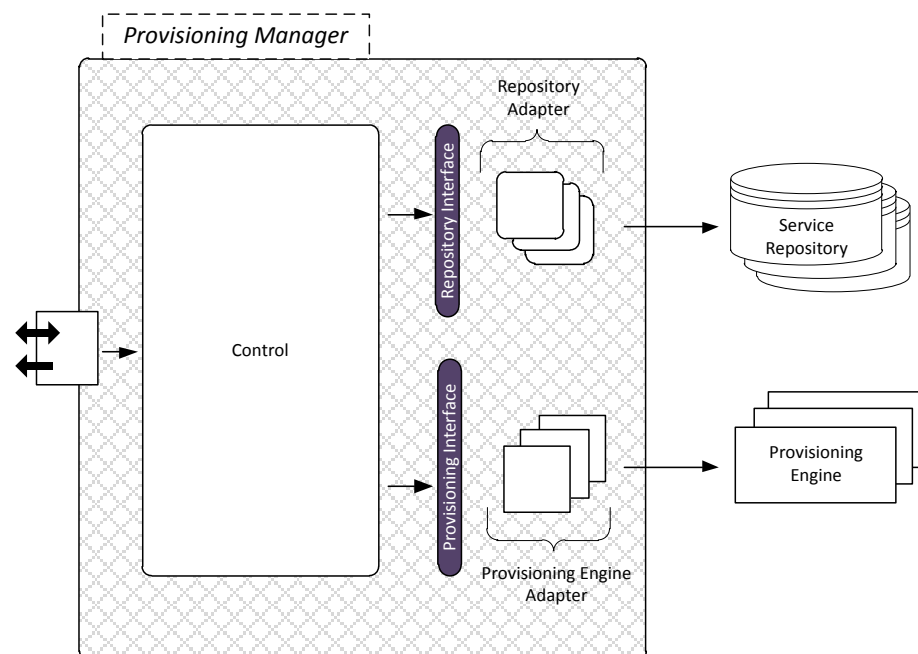 Provisioning Manager
Repository
Adapter
Repository Interface
Service
Repository
Control
Provisioning Interface
Provisioning
Engine
Provisioning Engine
Adapter